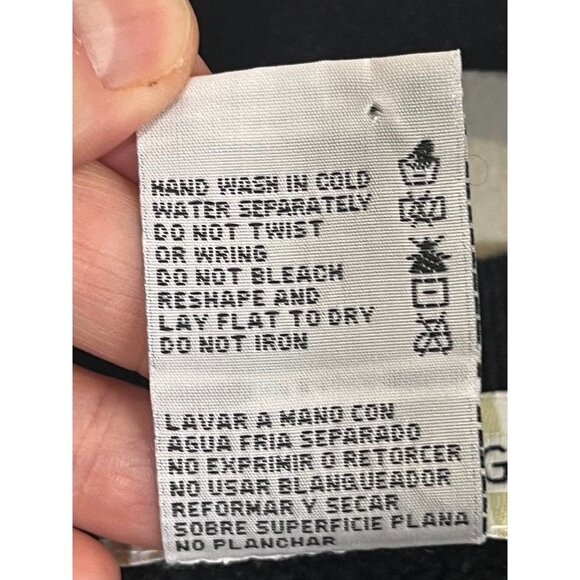 HAND WASH IN COLD
WATER SEPARATELY
DO NOT TWIST
OR WRING
DO NOT BLEACH
RESHAPE AND
LAY FLAT TO DRY
DO NOT IRON
LAVAR A MANO CON
AGUA FRIA SEPARADO
NO EXPRIMIR O RETORCER
NO USAR BLANQUEADOR
REFORMAR Y SECAR
SOBRE SUPERFICIE PLANA
NO PLANCHAR
G